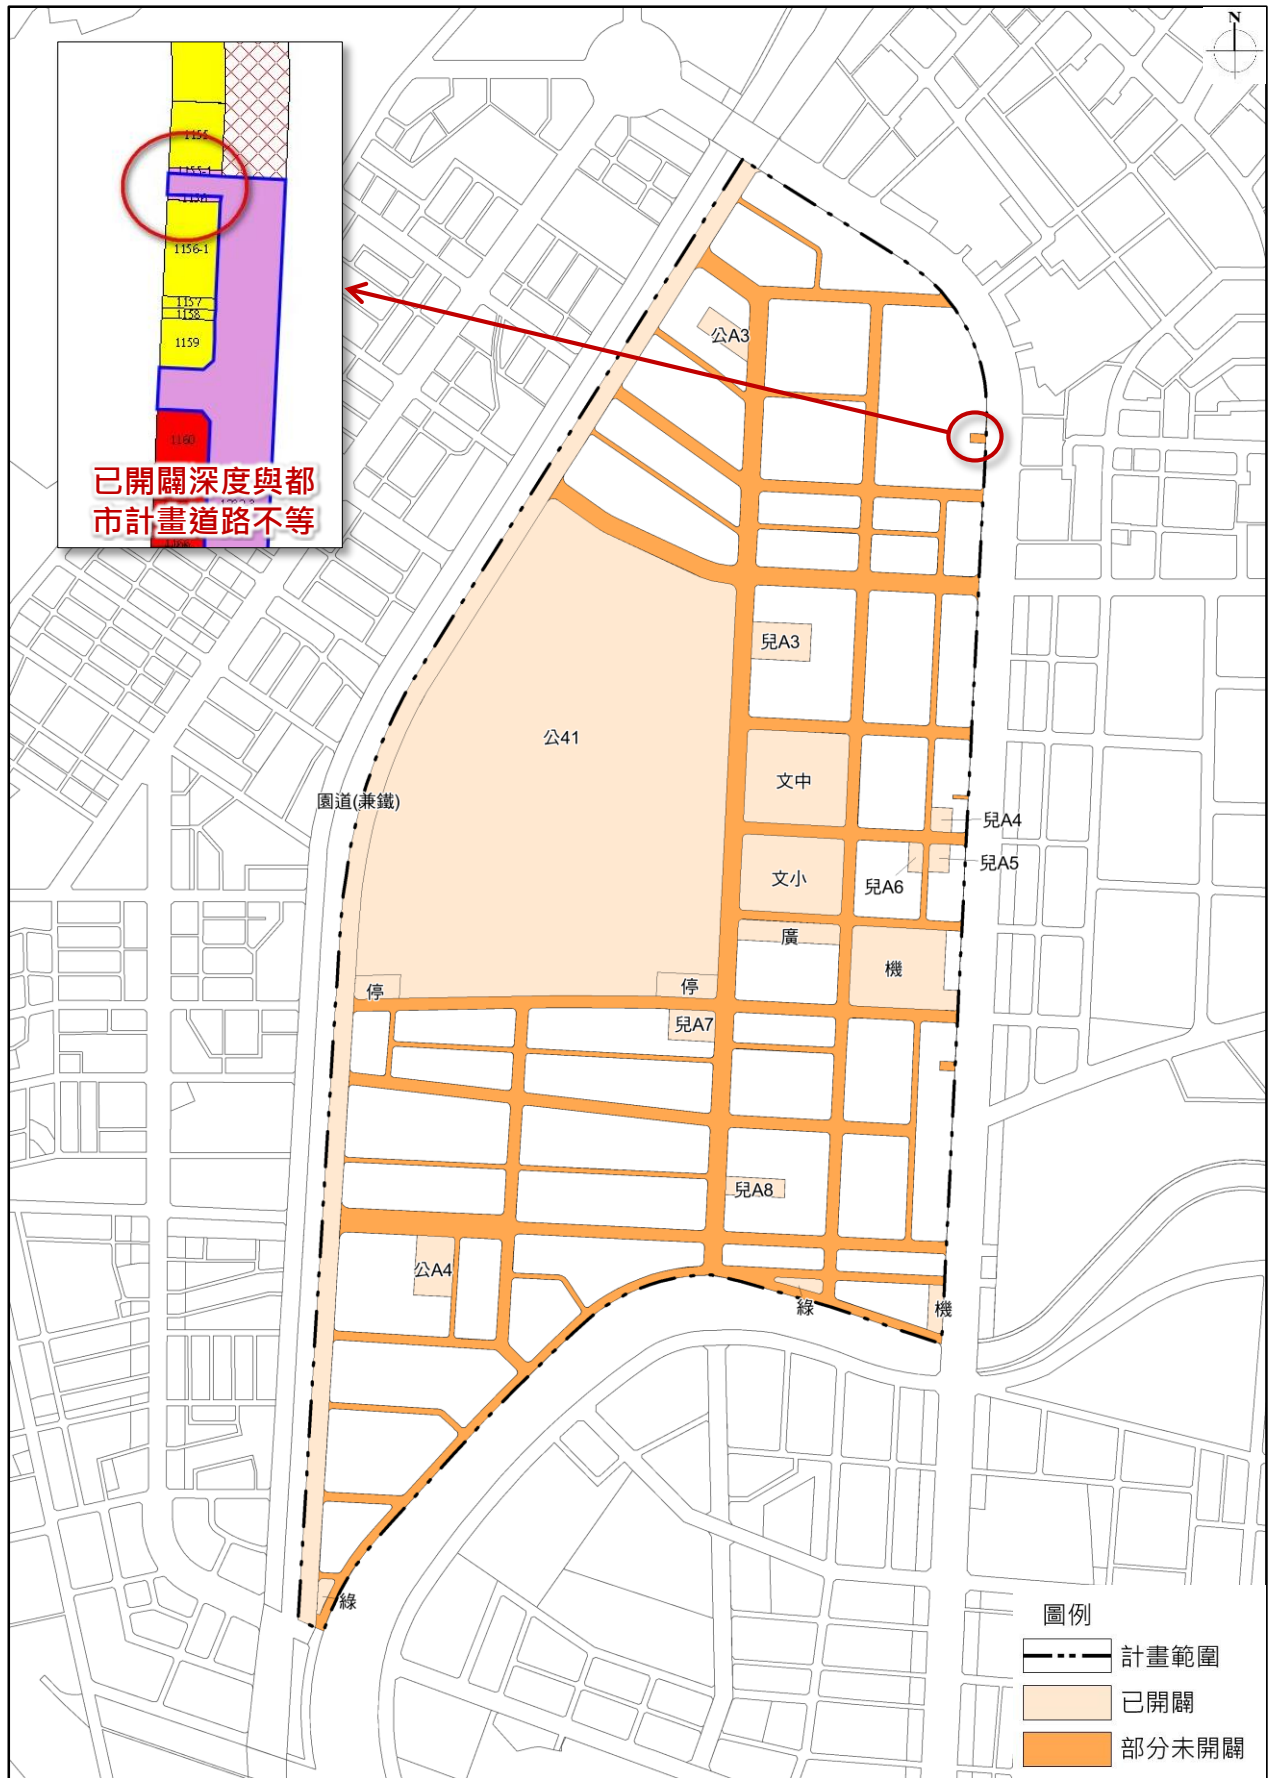 N
1155
1155-1
1156
1156-1
1157
1158
1159
1160
已開闢深度與都
市計畫道路不等
公A3
兒A3
公41
文中
園道(兼鐵)
兒A4
兒A5
文小
兒A6
廣
機
停
停
兒A7
兒A8
公A4
綠
機
綠
圖例
計畫範圍
已開闢
部分未開闢